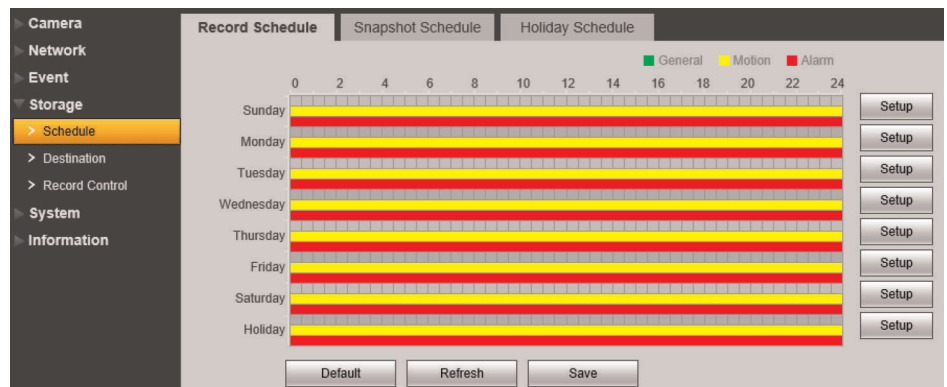 Camera
Network
Event
Storage
> Schedule
> Destination
> Record Control
System
Information
Record Schedule Snapshot Schedule Holiday Schedule
General Motion Alarm
0 2 4 6 8 10 12 14 16 18 20 22 24
Sunday Setup
Monday Setup
Tuesday Setup
Wednesday Setup
Thursday Setup
Friday Setup
Saturday Setup
Holiday Setup
Default Refresh Save